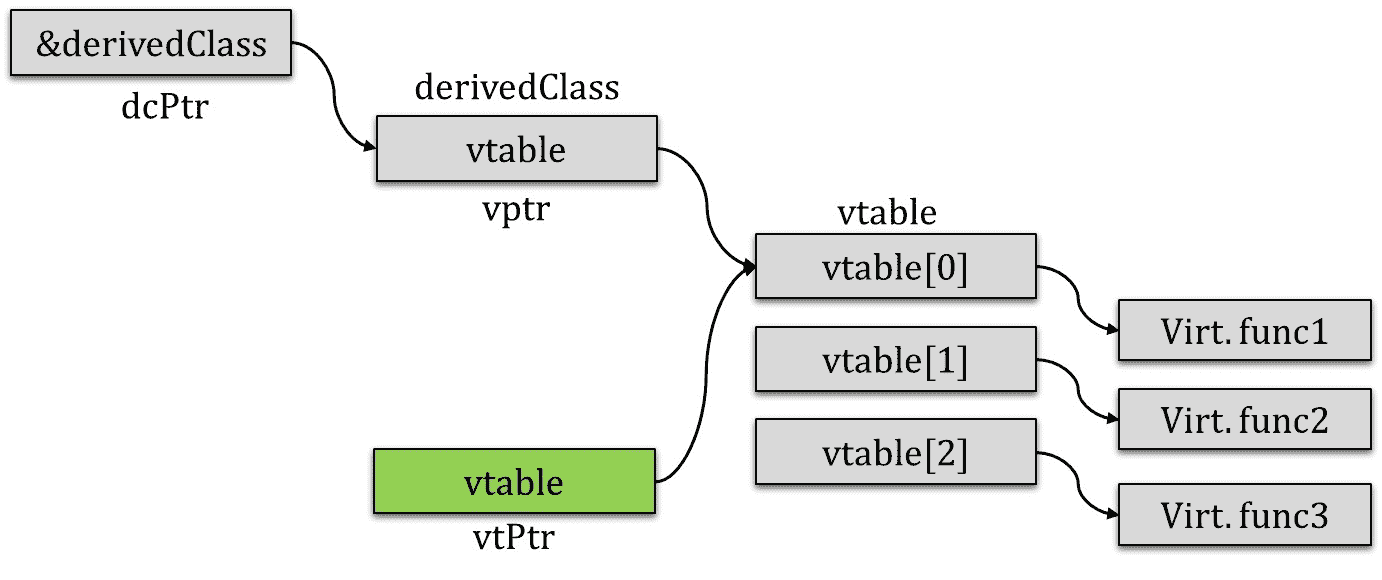 &derivedClass
dcPtr
derivedClass
vtable
vptr
vtable
vtable[0]
Virt. func1
vtable[1]
Virt. func2
vtable[2]
Virt. func3
vtable
vtPtr